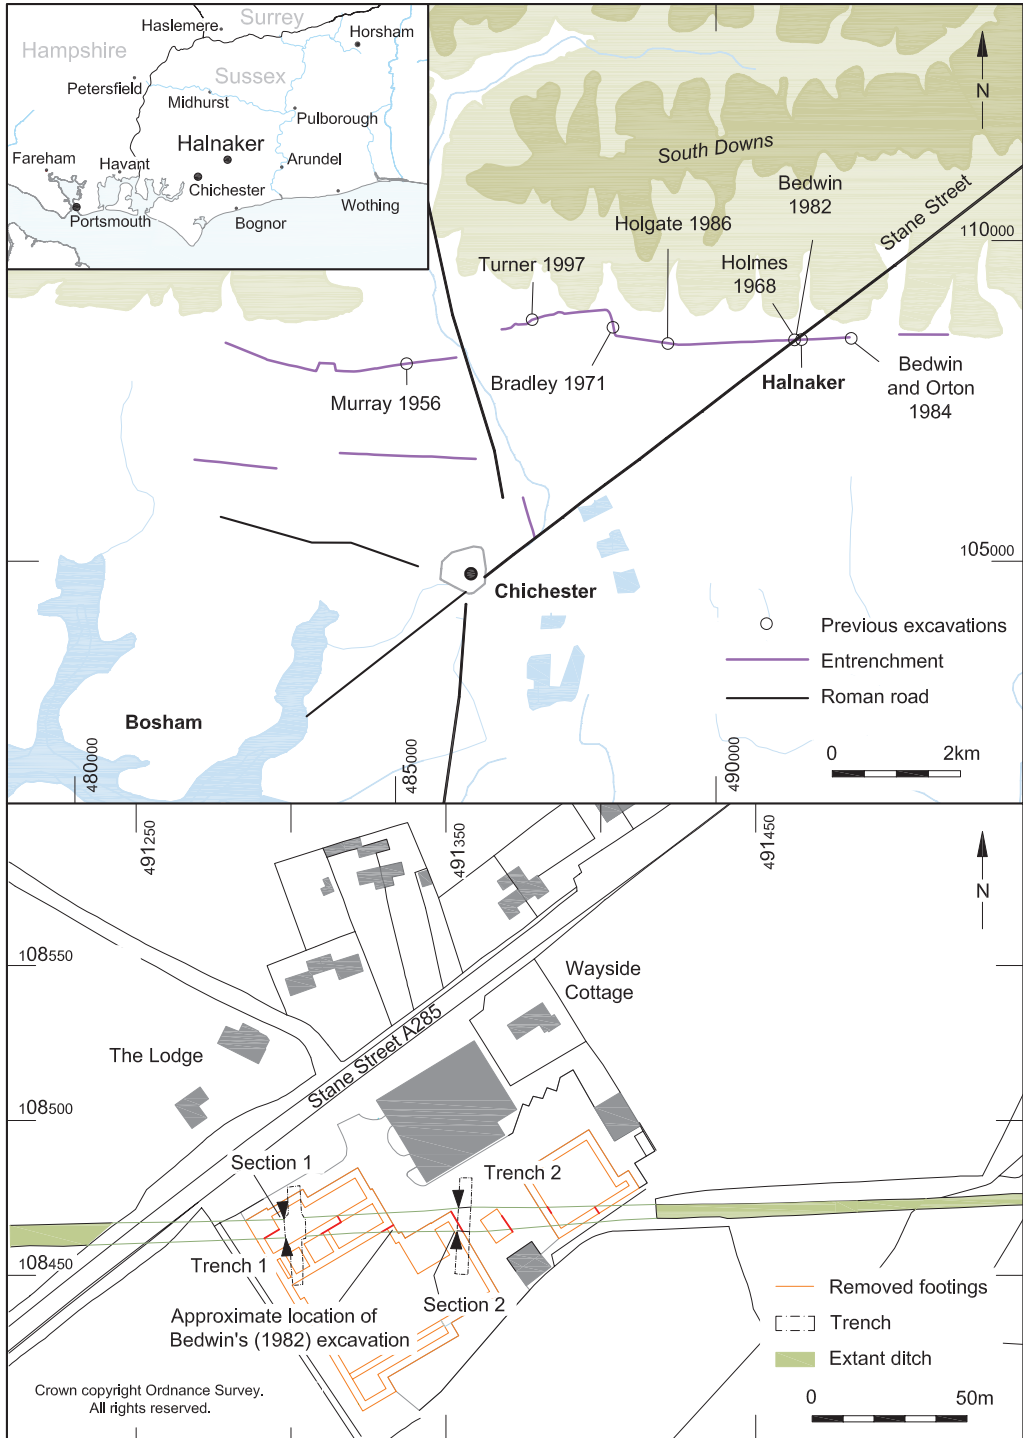 Surrey
Haslemere
Hampshire
Horsham
Sussex
Petersfield
Midhurst
Pulborough
Halnaker
Fareham
Havant
Arundel
Chichester
Wothing
Portsmouth
Bognor
N
South Downs
Stane Street
Bedwin
1982
Holgate 1986
110000
Turner 1997
Holmes
1968
Bradley 1971
Halnaker
Bedwin
and Orton
1984
Murray 1956
105000
Chichester
Previous excavations
Entrenchment
Roman road
Bosham
0 2km
480000
485000
490000
491250
491350
491450
N
108550
Wayside
Cottage
The Lodge
Stane Street A285
108500
Section 1
Trench 2
Trench 1
108450
Section 2
Approximate location of
Bedwin's (1982) excavation
Removed footings
Trench
Extant ditch
Crown copyright Ordnance Survey.
All rights reserved.
0 50m